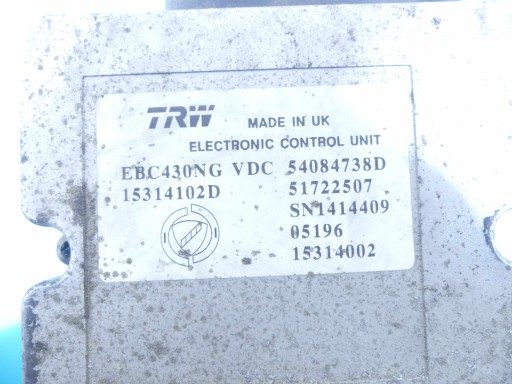 TRW MADE IN UK
ELECTRONIC CONTROL UNIT
EBC430NG VDC 54084738D
15314102D 51722507
SN1414409
05196
15314002